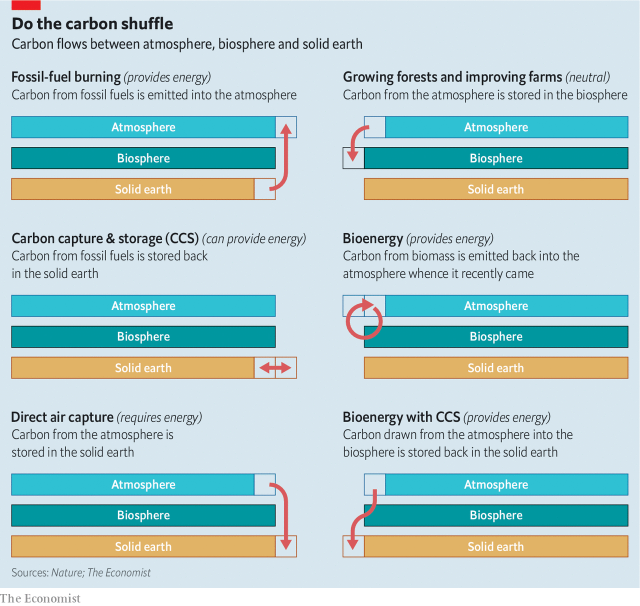 Do the carbon shuffle
Carbon flows between atmosphere, biosphere and solid earth
Fossil-fuel burning (provides energy)
Carbon from fossil fuels is emitted into the atmosphere
Atmosphere
Biosphere
Solid earth
Growing forests and improving farms (neutral)
Carbon from the atmosphere is stored in the biosphere
Atmosphere
Biosphere
Solid earth
Carbon capture & storage (CCS) (can provide energy)
Carbon from fossil fuels is stored back
in the solid earth
Atmosphere
Biosphere
Solid earth
Bioenergy (provides energy)
Carbon from biomass is emitted back into the
atmosphere whence it recently came
Atmosphere
Biosphere
Solid earth
Direct air capture (requires energy)
Carbon from the atmosphere is
stored in the solid earth
Atmosphere
Biosphere
Solid earth
Bioenergy with CCS (provides energy)
Carbon drawn from the atmosphere into the
biosphere is stored back in the solid earth
Atmosphere
Biosphere
Solid earth
Sources: Nature; The Economist
The Economist